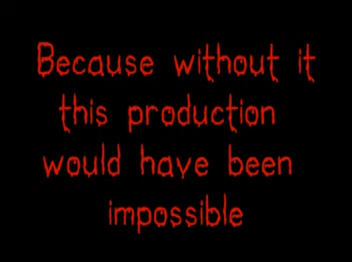 Because without it
this production
would have been
impossible